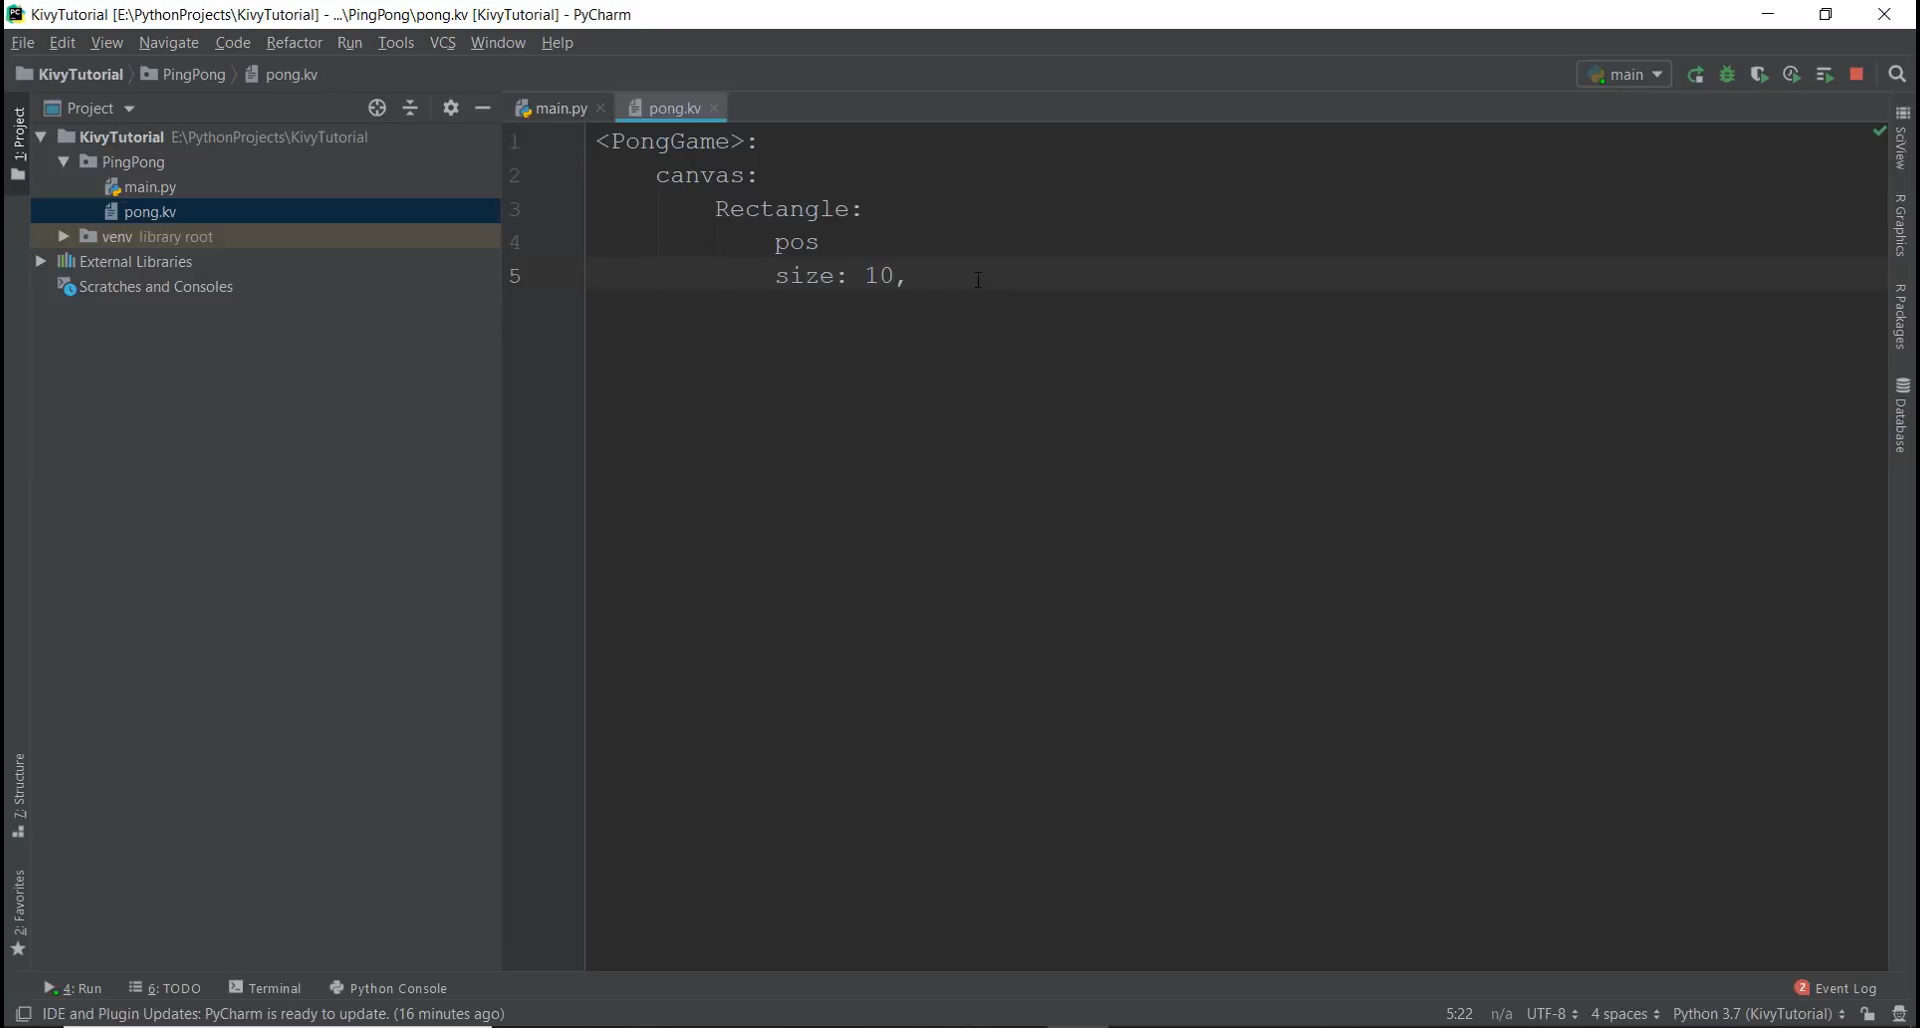 KivyTutorial [E:\PythonProjects\KivyTutorial] - ...\PingPong\pong.kv [KivyTutorial] - PyCharm
File Edit View Navigate Code Refactor Run Tools VCS Window Help
KivyTutorial PingPong pong.kv
main
Project
main.py
pong.kv
1: Project
KivyTutorial E:\PythonProjects\KivyTutorial
PingPong
main.py
pong.kv
venv library root
External Libraries
Scratches and Consoles
1 <PongGame>:
2 canvas:
3 Rectangle:
4 pos
5 size: 10,
SciView
R Graphics
R Packages
Database
7: Structure
2: Favorites
4: Run 6: TODO Terminal Python Console
2 Event Log
IDE and Plugin Updates: PyCharm is ready to update. (16 minutes ago)
5:22 n/a UTF-8 4 spaces Python 3.7 (KivyTutorial)